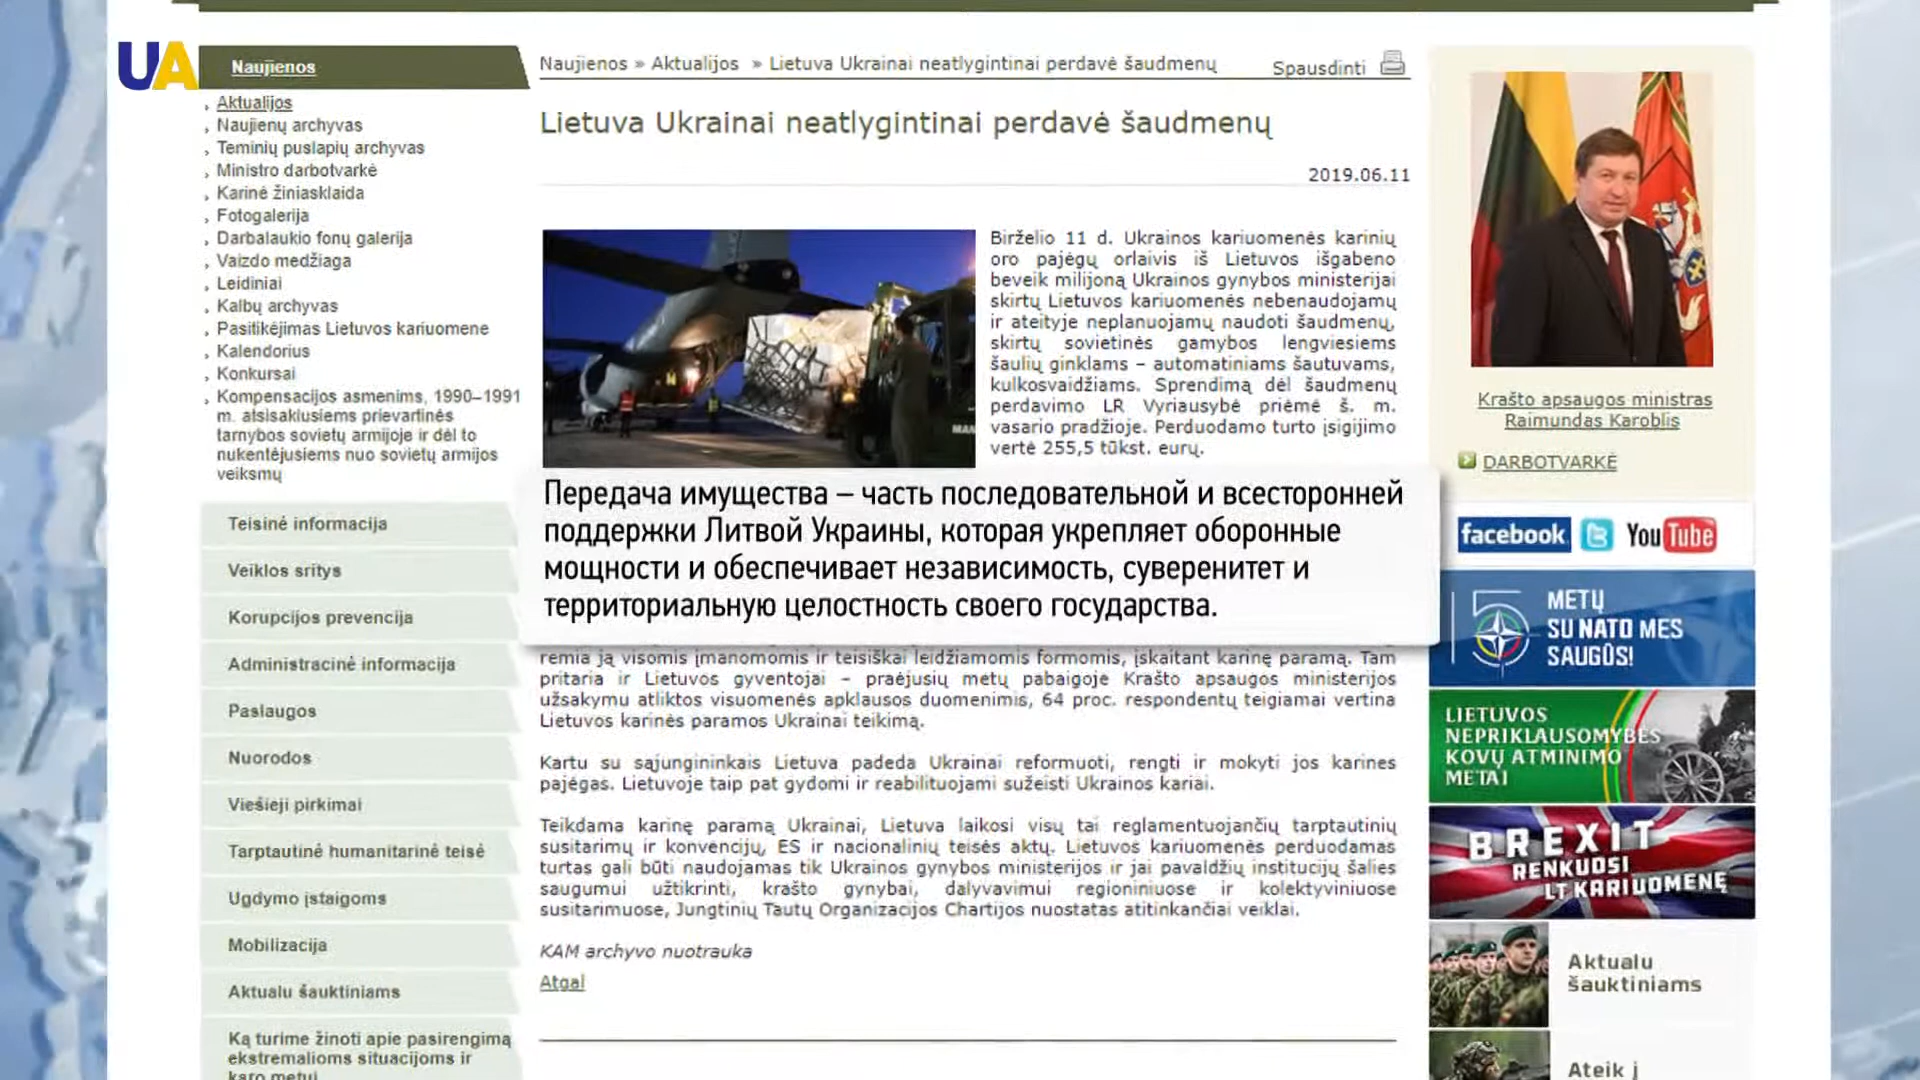 UA
Naujienos
Aktualijos
Naujienų archyvas
Teminių puslapių archyvas
Ministro darbotvarkė
Karinė žiniasklaida
Fotogalerija
Darbalaukio fonų galerija
Vaizdo medžiaga
Leidiniai
Kalbų archyvas
Pasitikėjimas Lietuvos kariuomene
Kalendorius
Konkursai
Kompensacijos asmenims, 1990–1991
m. atsisakiusiems prievartinės
tarnybos sovietų armijoje ir dėl to
nukentėjusiems nuo sovietų armijos
veiksmų
Teisinė informacija
Veiklos sritys
Korupcijos prevencija
Administracinė informacija
Paslaugos
Nuorodos
Viešieji pirkimai
Tarptautinė humanitarinė teisė
Ugdymo įstaigoms
Mobilizacija
Aktualu šauktiniams
Ką turime žinoti apie pasirengimą
ekstremalioms situacijoms ir
karo metui
Naujienos » Aktualijos » Lietuva Ukrainai neatlygintinai perdavė šaudmenų
Spausdinti
Lietuva Ukrainai neatlygintinai perdavė šaudmenų
2019.06.11
Birželio 11 d. Ukrainos kariuomenės karinių
oro pajėgų orlaivis iš Lietuvos išgabeno
beveik milijoną Ukrainos gynybos ministerijai
skirtų Lietuvos kariuomenės nebenaudojamų
ir ateityje neplanuojamų naudoti šaudmenų,
skirtų sovietinės gamybos lengviesiems
šaulių ginklams – automatiniams šautuvams,
kulkosvaidžiams. Sprendimą dėl šaudmenų
perdavimo LR Vyriausybė priėmė š. m.
vasario pradžioje. Perduodamo turto įsigijimo
vertė 255,5 tūkst. eurų.
Передача имущества – часть последовательной и всесторонней
поддержки Литвой Украины, которая укрепляет оборонные
мощности и обеспечивает независимость, суверенитет и
территориальную целостность своего государства.
remia ją visomis įmanomomis ir teisiškai leidžiamomis formomis, įskaitant karinę paramą. Tam
pritaria ir Lietuvos gyventojai – praėjusių metų pabaigoje Krašto apsaugos ministerijos
užsakymu atliktos visuomenės apklausos duomenimis, 64 proc. respondentų teigiamai vertina
Lietuvos karinės paramos Ukrainai teikimą.
Kartu su sąjungininkais Lietuva padeda Ukrainai reformuoti, rengti ir mokyti jos karines
pajėgas. Lietuvoje taip pat gydomi ir reabilituojami sužeisti Ukrainos kariai.
Teikdama karinę paramą Ukrainai, Lietuva laikosi visų tai reglamentuojančių tarptautinių
susitarimų ir konvencijų, ES ir nacionalinių teisės aktų. Lietuvos kariuomenės perduodamas
turtas gali būti naudojamas tik Ukrainos gynybos ministerijos ir jai pavaldžių institucijų šalies
saugumui užtikrinti, krašto gynybai, dalyvavimui regioniniuose ir kolektyviniuose
susitarimuose, Jungtinių Tautų Organizacijos Chartijos nuostatas atitinkančiai veiklai.
KAM archyvo nuotrauka
Atgal
Krašto apsaugos ministras
Raimundas Karoblis
DARBOTVARKĖ
facebook YouTube
15 METŲ
SU NATO MES
SAUGŪS!
LIETUVOS
NEPRIKLAUSOMYBĖS
KOVŲ ATMINIMO
METAI
BREXIT
RENKUOSI
LT KARIUOMENĘ
Aktualu
šauktiniams
Ateik į